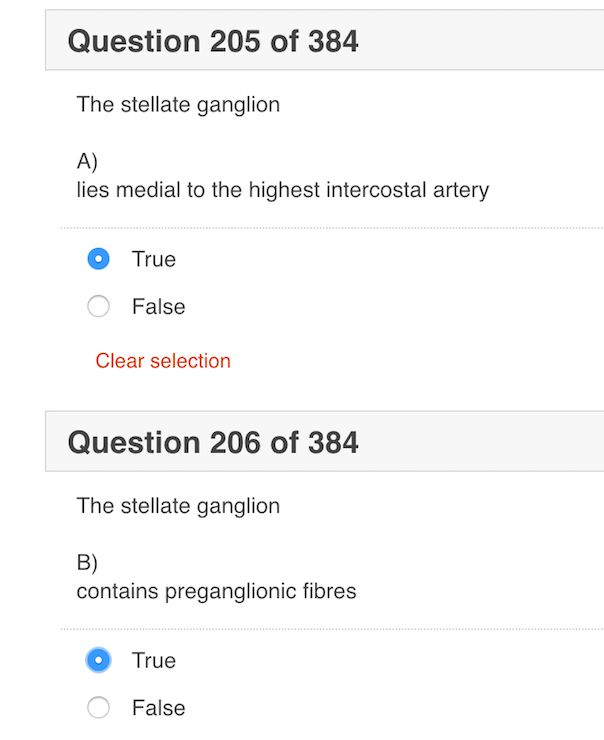 Question 205 of 384
The stellate ganglion
A)
lies medial to the highest intercostal artery
True
False
Clear selection
Question 206 of 384
The stellate ganglion
B)
contains preganglionic fibres
True
False